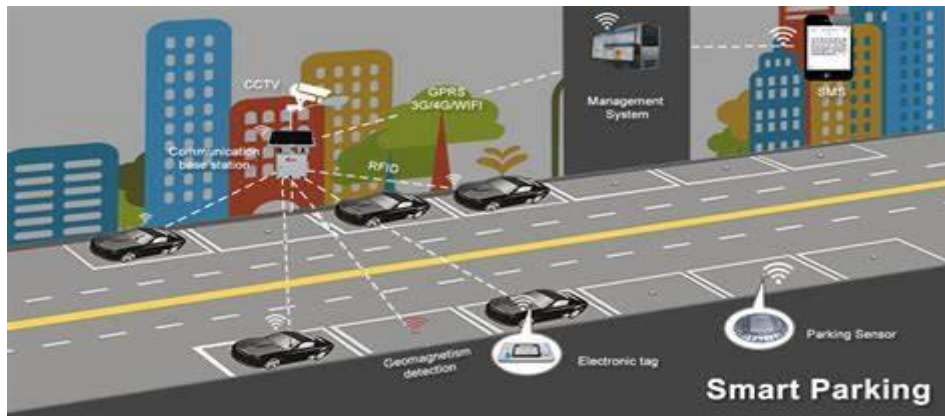 CCTV
GPRS
3G/4G/WIFI
Management
System
SMS
Communication
base station
RFID
Geomagnetism
detection
Electronic tag
Parking Sensor
Smart Parking